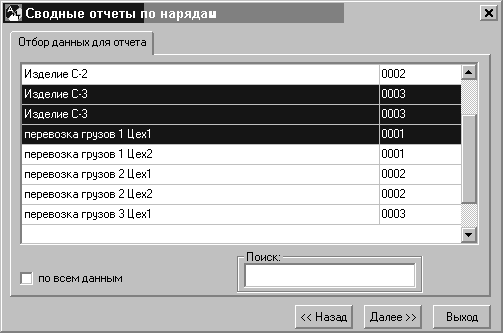 Сводные отчеты по нарядам
Отбор данных для отчета
Изделие С-2 0002
Изделие С-3 0003
Изделие С-3 0003
перевозка грузов 1 Цех1 0001
перевозка грузов 1 Цех2 0001
перевозка грузов 2 Цех1 0002
перевозка грузов 2 Цех2 0002
перевозка грузов 3 Цех1 0003
Поиск:
по всем данным
<< Назад Далее >> Выход